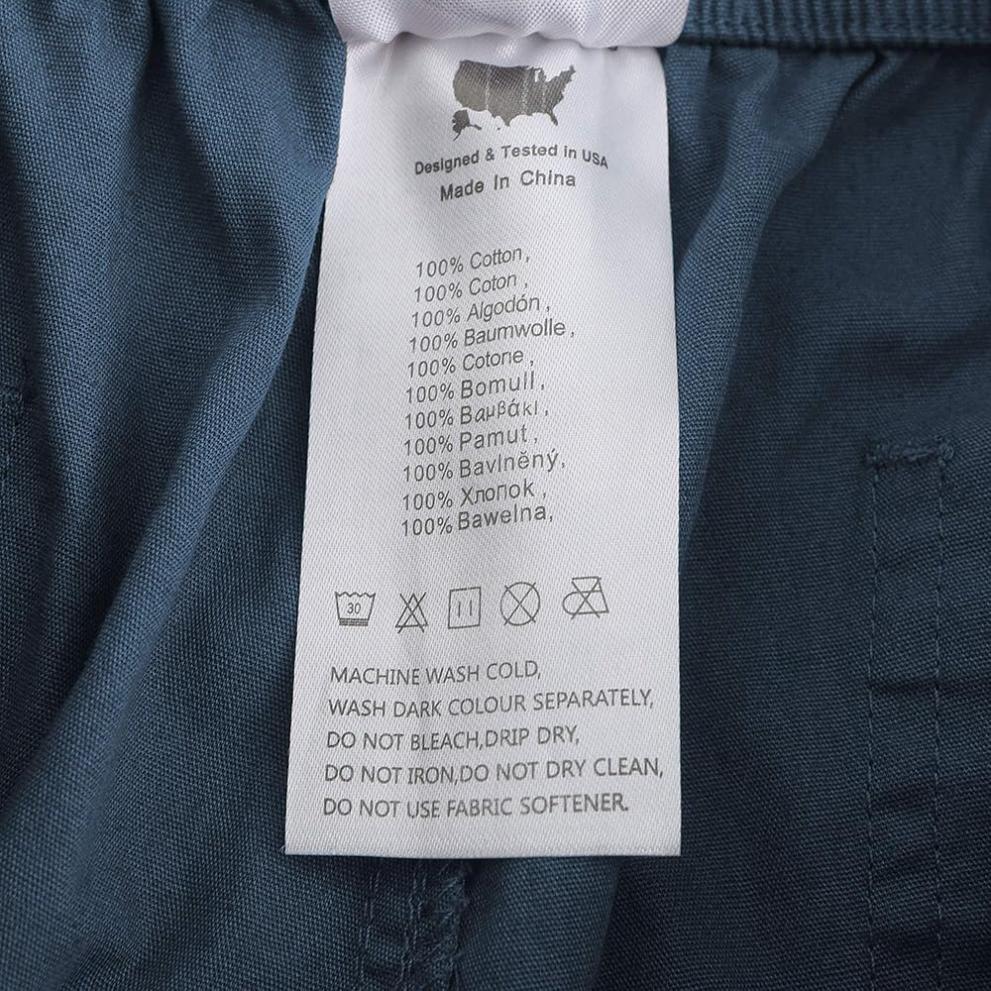 Designed & Tested in USA
Made In China
100% Cotton,
100% Coton,
100% Algodón,
100% Baumwolle,
100% Cotone,
100% Bomull,
100% Βαμβάκι,
100% Pamut,
100% Bavlněný,
100% Хлопок,
100% Bawełna,
30
MACHINE WASH COLD,
WASH DARK COLOUR SEPARATELY,
DO NOT BLEACH,DRIP DRY,
DO NOT IRON,DO NOT DRY CLEAN,
DO NOT USE FABRIC SOFTENER.